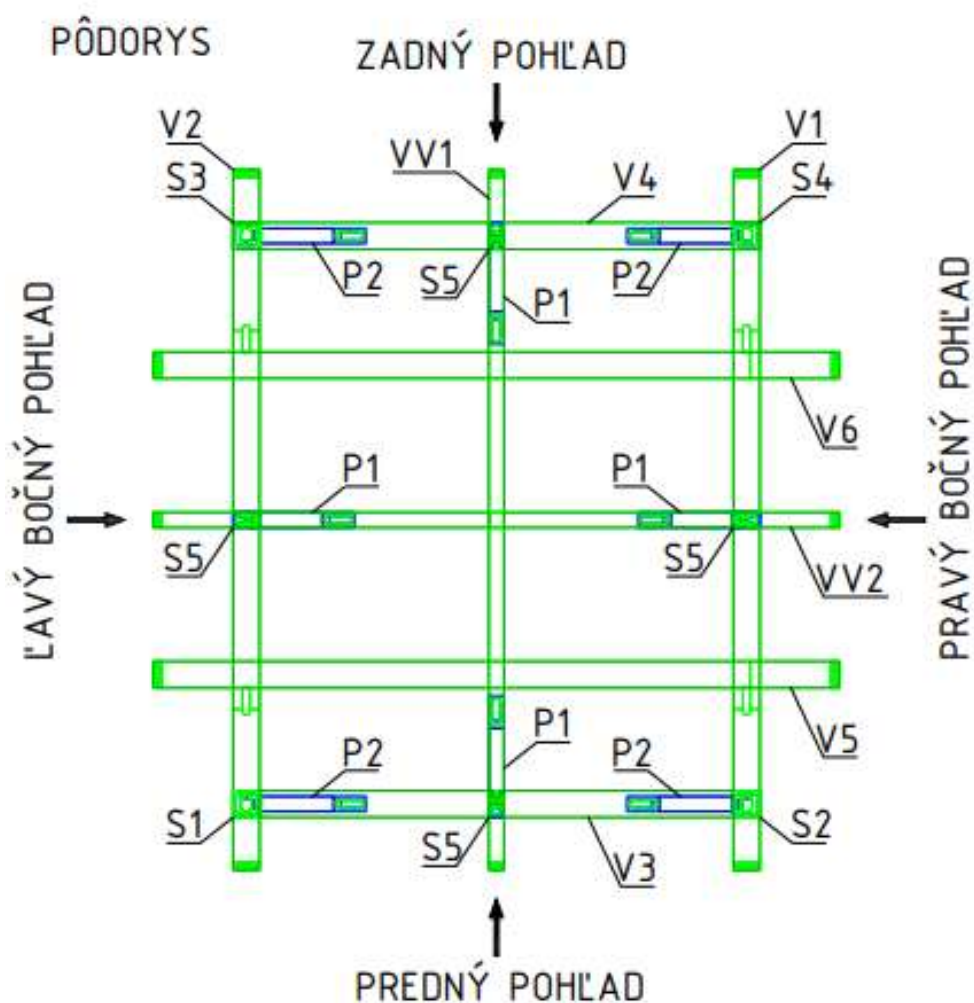 PÔDORYS
ZADNÝ POHĽAD
V2
VV1
V1
S3
V4
S4
P2
S5
P1
P2
ĽAVÝ BOČNÝ POHĽAD
PRAVÝ BOČNÝ POHĽAD
V6
P1
P1
S5
S5
VV2
P1
V5
P2
P2
S1
S5
V3
S2
PREDNÝ POHĽAD